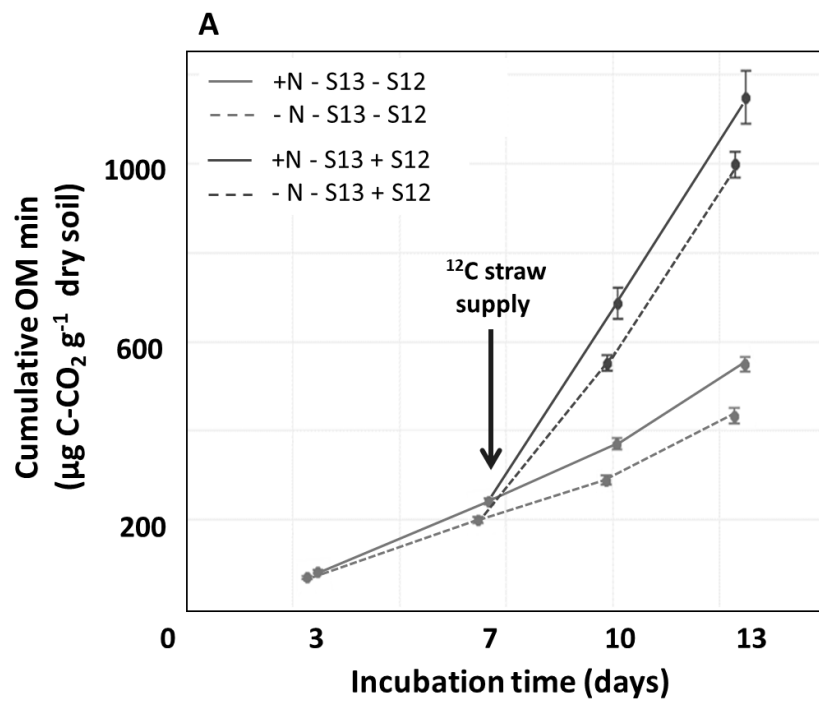 A
+N - S13 - S12
- N - S13 - S12
+N - S13 + S12
- N - S13 + S12
¹²C straw
supply
1000
600
200
Cumulative OM min
(µg C-CO₂ g⁻¹ dry soil)
0 3 7 10 13
Incubation time (days)